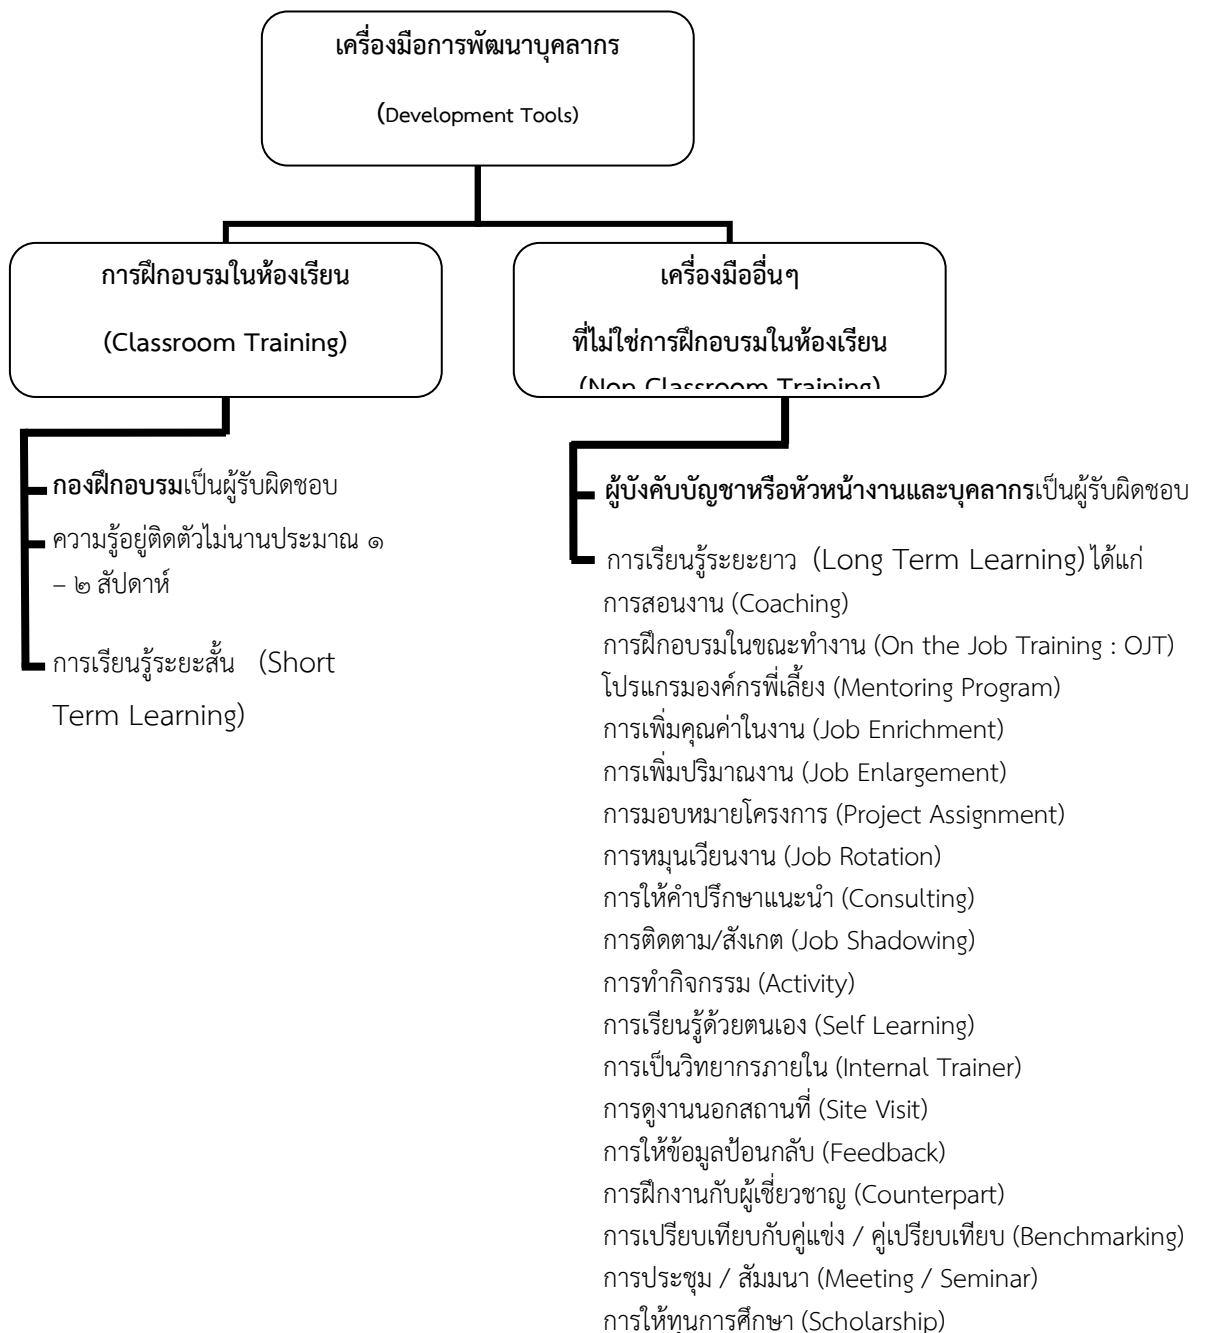 เครื่องมือการพัฒนาบุคลากร
(Development Tools)
การฝึกอบรมในห้องเรียน
(Classroom Training)
เครื่องมืออื่นๆ
ที่ไม่ใช่การฝึกอบรมในห้องเรียน
(Non Classroom Training)
กองฝึกอบรมเป็นผู้รับผิดชอบ
ความรู้อยู่ติดตัวไม่นานประมาณ ๑
– ๒ สัปดาห์
การเรียนรู้ระยะสั้น (Short
Term Learning)
ผู้บังคับบัญชาหรือหัวหน้างานและบุคลากรเป็นผู้รับผิดชอบ
การเรียนรู้ระยะยาว (Long Term Learning) ได้แก่
การสอนงาน (Coaching)
การฝึกอบรมในขณะทำงาน (On the Job Training : OJT)
โปรแกรมองค์กรพี่เลี้ยง (Mentoring Program)
การเพิ่มคุณค่าในงาน (Job Enrichment)
การเพิ่มปริมาณงาน (Job Enlargement)
การมอบหมายโครงการ (Project Assignment)
การหมุนเวียนงาน (Job Rotation)
การให้คำปรึกษาแนะนำ (Consulting)
การติดตาม/สังเกต (Job Shadowing)
การทำกิจกรรม (Activity)
การเรียนรู้ด้วยตนเอง (Self Learning)
การเป็นวิทยากรภายใน (Internal Trainer)
การดูงานนอกสถานที่ (Site Visit)
การให้ข้อมูลป้อนกลับ (Feedback)
การฝึกงานกับผู้เชี่ยวชาญ (Counterpart)
การเปรียบเทียบกับคู่แข่ง / คู่เปรียบเทียบ (Benchmarking)
การประชุม / สัมมนา (Meeting / Seminar)
การให้ทุนการศึกษา (Scholarship)